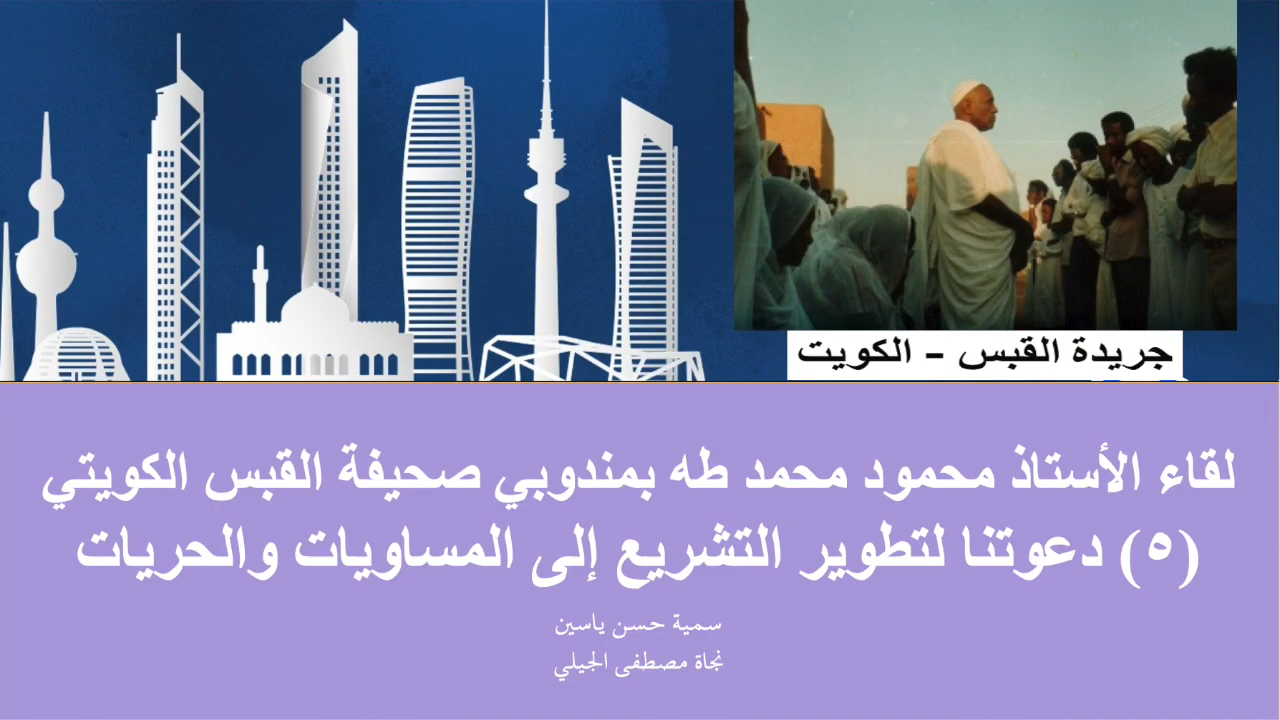 جريدة القبس - الكويت
لقاء الأستاذ محمود محمد طه بمندوبي صحيفة القبس الكويتي
(٥) دعوتنا لتطوير التشريع إلى المساويات والحريات
سمية حسن ياسين
نجاة مصطفى الجيلي